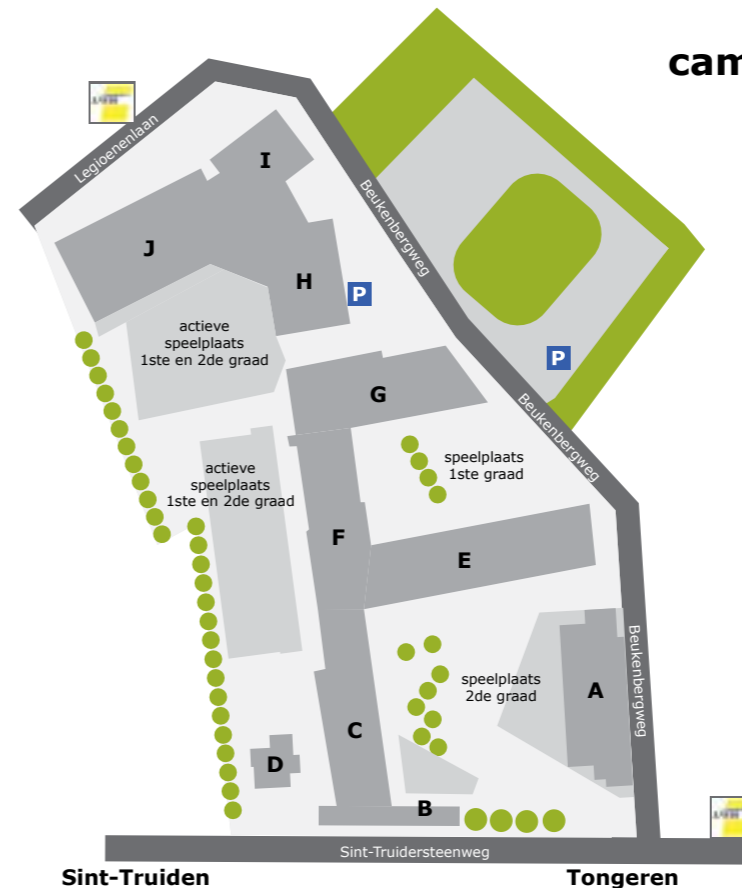 cam
Legioenenlaan
I
Beukenbergweg
J
H
P
actieve
speelplaats
1ste en 2de graad
P
G
Beukenbergweg
actieve
speelplaats
1ste en 2de graad
speelplaats
1ste graad
F
E
Beukenbergweg
speelplaats
2de graad
A
C
D
B
Sint-Truidersteenweg
Sint-Truiden
Tongeren